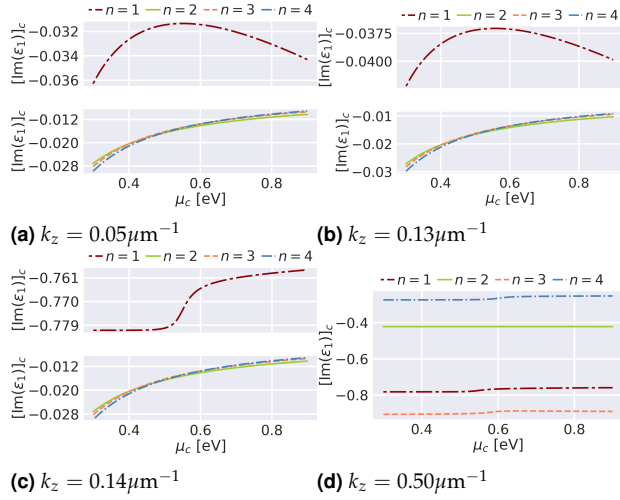 n = 1 n = 2 n = 3 n = 4
[Im(ε₁)]c
−0.031
−0.034
−0.036
[Im(ε₁)]c
−0.012
−0.020
−0.028
0.4 0.6 0.8
μc [eV]
(a) kz = 0.05μm⁻¹
n = 1 n = 2 n = 3 n = 4
[Im(ε₁)]c
−0.0375
−0.0400
[Im(ε₁)]c
−0.01
−0.02
−0.03
0.4 0.6 0.8
μc [eV]
(b) kz = 0.13μm⁻¹
n = 1 n = 2 n = 3 n = 4
[Im(ε₁)]c
−0.761
−0.770
−0.779
[Im(ε₁)]c
−0.012
−0.020
−0.028
0.4 0.6 0.8
μc [eV]
(c) kz = 0.14μm⁻¹
n = 1 n = 2 n = 3 n = 4
[Im(ε₁)]c
−0.4
−0.6
−0.8
0.4 0.6 0.8
μc [eV]
(d) kz = 0.50μm⁻¹